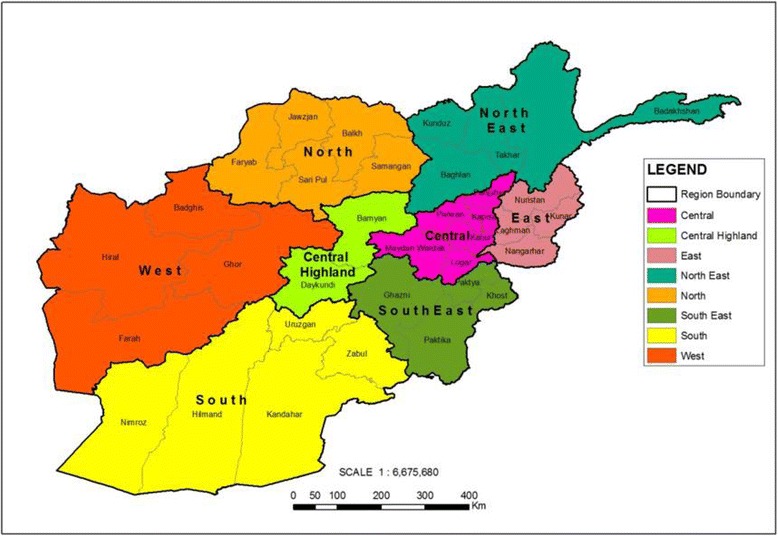 Jawzjan
Balkh
Faryab
North
Samangan
Sari Pul
Kunduz
North
East
Badakhshan
Takhar
Baghlan
Badghis
Hiral
West
Ghor
Farah
Bamyan
Central
Highland
Daykundi
Parwan
Kapisa
Central
Kabul
Maydan Wardak
Logar
Nuristan
East
Kunar
Laghman
Nangarhar
Paktya
Ghazni
Khost
South East
Paktika
Uruzgan
Zabul
South
Nimroz
Hilmand
Kandahar
LEGEND
Region Boundary
Central
Central Highland
East
North East
North
South East
South
West
SCALE 1 : 6,675,680
0 50 100 200 300 400
Km